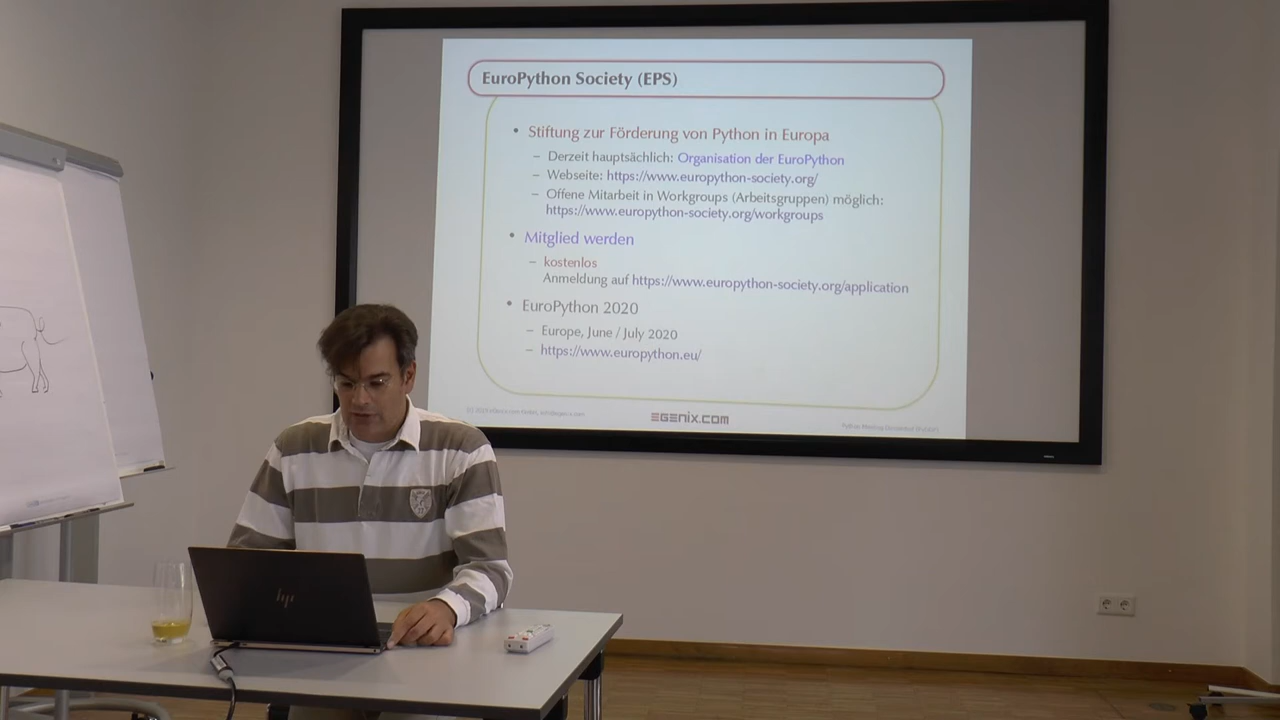 EuroPython Society (EPS)
• Stiftung zur Förderung von Python in Europa
– Derzeit hauptsächlich: Organisation der EuroPython
– Webseite: https://www.europython-society.org/
– Offene Mitarbeit in Workgroups (Arbeitsgruppen) möglich:
https://www.europython-society.org/workgroups
• Mitglied werden
– kostenlos
Anmeldung auf https://www.europython-society.org/application
• EuroPython 2020
– Europe, June / July 2020
– https://www.europython.eu/
EGENIX.COM
hp